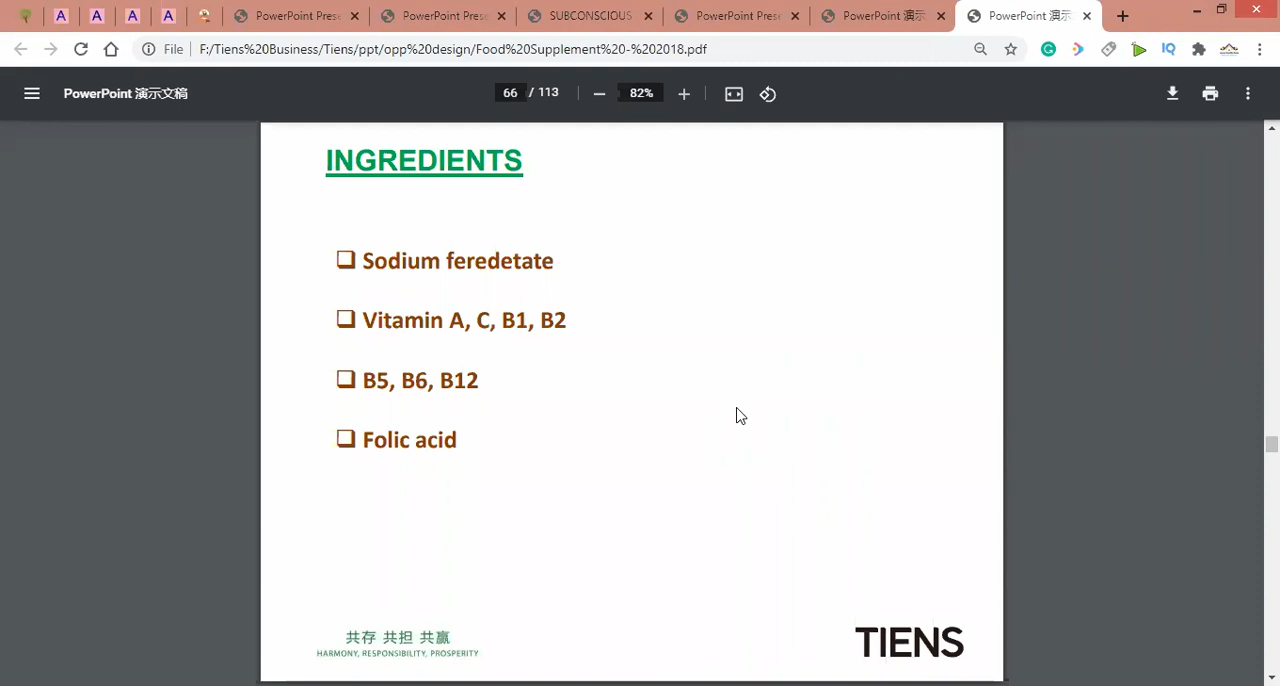 A A A A PowerPoint Prese PowerPoint Prese SUBCONSCIOUS PowerPoint Prese PowerPoint 演示 PowerPoint 演示
File F:/Tiens%20Business/Tiens/ppt/opp%20design/Food%20Supplement%20-%202018.pdf IQ
PowerPoint 演示文稿 66 / 113 82%
INGREDIENTS
Sodium feredetate
Vitamin A, C, B1, B2
B5, B6, B12
Folic acid
共存 共担 共赢
HARMONY, RESPONSIBILITY, PROSPERITY
TIENS